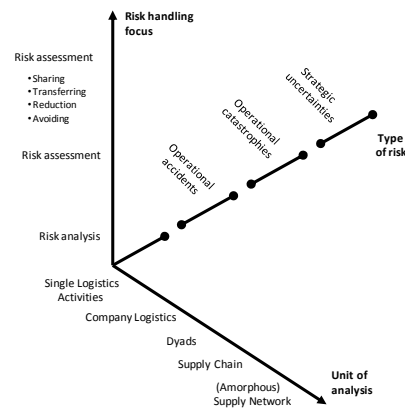 Risk handling
focus
Risk assessment
• Sharing
• Transferring
• Reduction
• Avoiding
Risk assessment
Risk analysis
Operational
accidents
Operational
catastrophies
Strategic
uncertainties
Type
of risk
Single Logistics
Activities
Company Logistics
Dyads
Supply Chain
(Amorphous)
Supply Network
Unit of
analysis